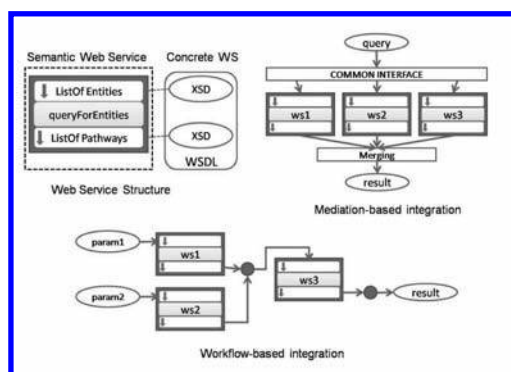 Semantic Web Service
Concrete WS
ListOf Entities
queryForEntities
ListOf Pathways
XSD
XSD
WSDL
Web Service Structure
query
COMMON INTERFACE
ws1
ws2
ws3
Merging
result
Mediation-based integration
param1
ws1
param2
ws2
ws3
result
Workflow-based integration